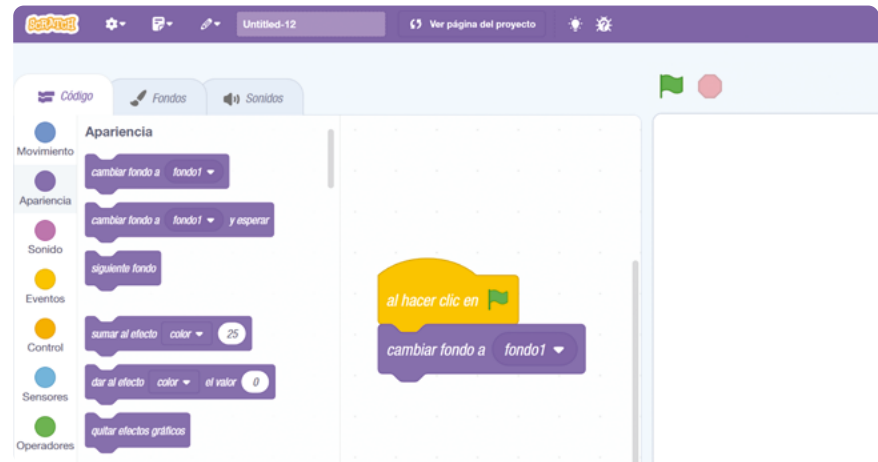 SCRATCH
Untitled-12
Ver página del proyecto
Código
Fondos
Sonidos
Movimiento
Apariencia
Sonido
Eventos
Control
Sensores
Operadores
Apariencia
cambiar fondo a fondo1
cambiar fondo a fondo1 y esperar
siguiente fondo
sumar al efecto color 25
dar al efecto color el valor 0
quitar efectos gráficos
al hacer clic en
cambiar fondo a fondo1